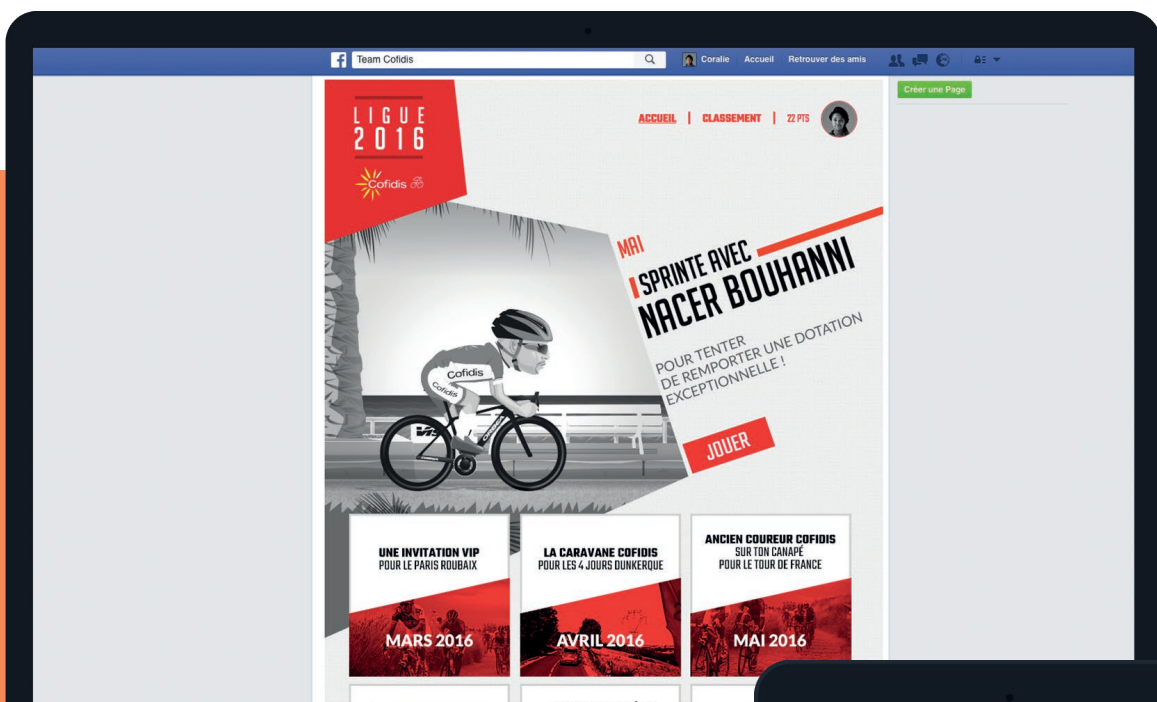 Team Cofidis
Coralie
Accueil
Retrouver des amis
Créer une Page
LIGUE
2016
Cofidis
ACCUEIL | CLASSEMENT | 22 PTS
MAI
SPRINTE AVEC
NACER BOUHANNI
POUR TENTER
DE REMPORTER UNE DOTATION
EXCEPTIONNELLE !
JOUER
Cofidis
Cofidis
UNE INVITATION VIP
POUR LE PARIS ROUBAIX
MARS 2016
LA CARAVANE COFIDIS
POUR LES 4 JOURS DUNKERQUE
AVRIL 2016
ANCIEN COUREUR COFIDIS
SUR TON CANAPÉ
POUR LE TOUR DE FRANCE
MAI 2016